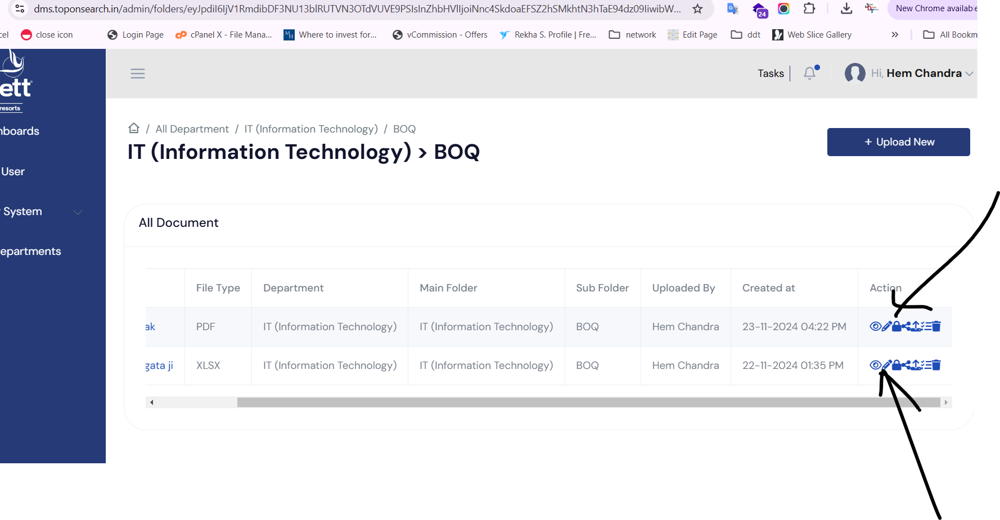 dms.toponsearch.in/admin/folders/eyJpdiI6IjV1RmdibDF3NU13blRUTVN3OTdVUVE9PSIsInZhbHVlIjoiNnc4SkdoaEFSZ2hSMkhtN3hTaE94dz09IiwibW...
24
New Chrome available
cel
close icon
Login Page
cPanel X - File Mana...
Where to invest for...
vCommission - Offers
Rekha S. Profile | Fre...
network
Edit Page
ddt
Web Slice Gallery
»
All Bookm
ett
resorts
Tasks
Hi, Hem Chandra
nboards
User
System
epartments
/ All Department / IT (Information Technology) / BOQ
IT (Information Technology) > BOQ
+ Upload New
All Document
File Type Department Main Folder Sub Folder Uploaded By Created at Action
ak PDF IT (Information Technology) IT (Information Technology) BOQ Hem Chandra 23-11-2024 04:22 PM
gata ji XLSX IT (Information Technology) IT (Information Technology) BOQ Hem Chandra 22-11-2024 01:35 PM